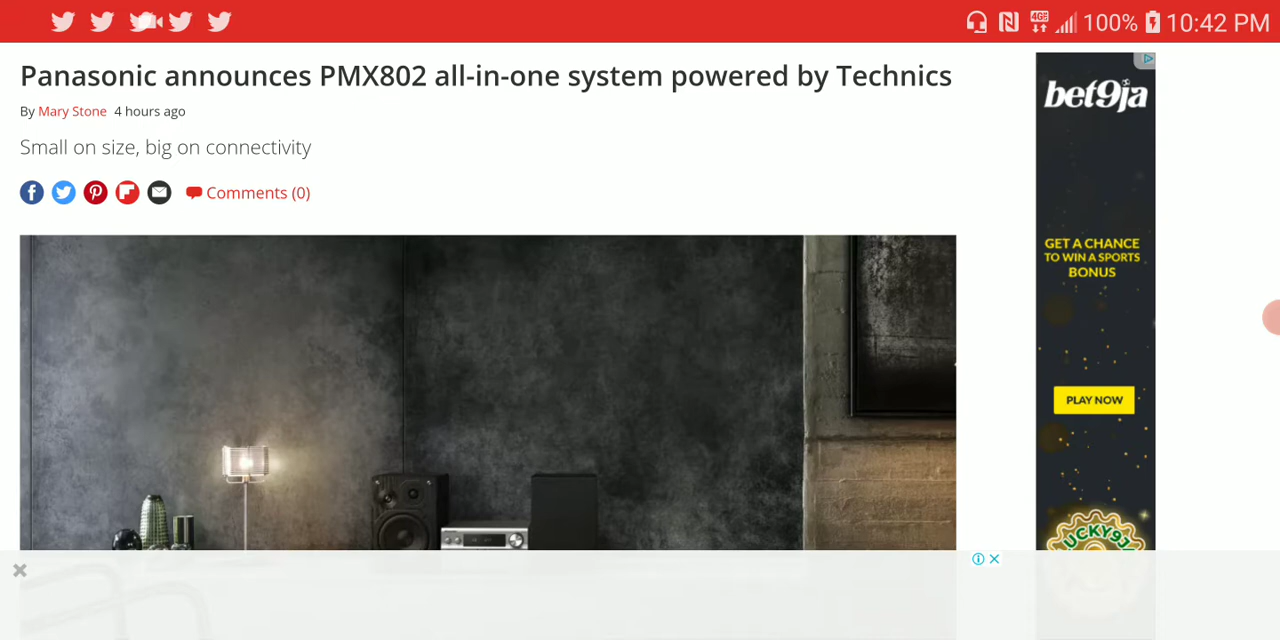 4GB 100% 10:42 PM
Panasonic announces PMX802 all-in-one system powered by Technics
By Mary Stone 4 hours ago
Small on size, big on connectivity
Comments (0)
bet9ja
GET A CHANCE
TO WIN A SPORTS
BONUS
PLAY NOW